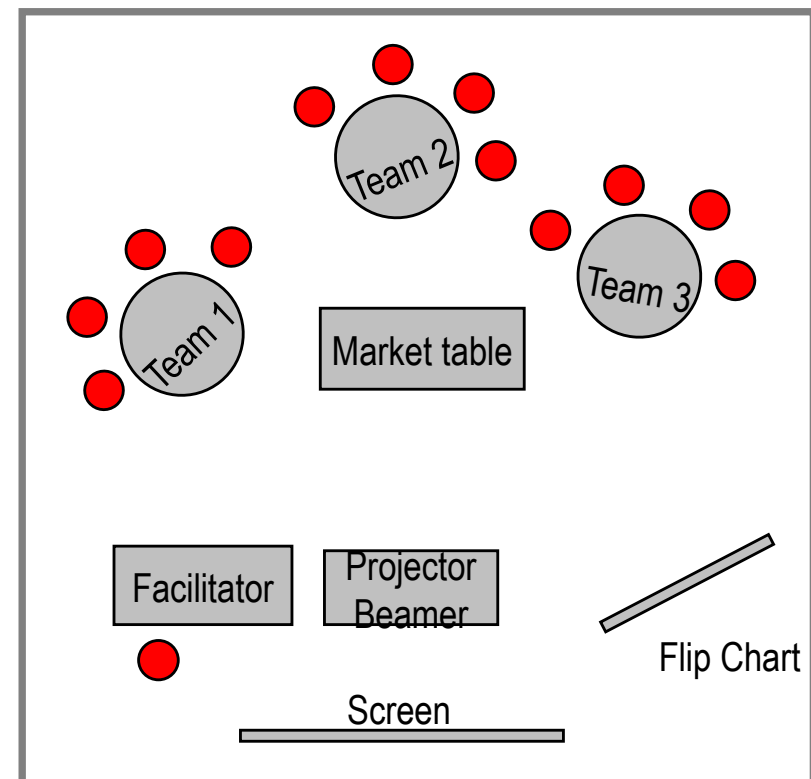 Team 2
Team 3
Team 1
Market table
Facilitator
Projector
Beamer
Flip Chart
Screen